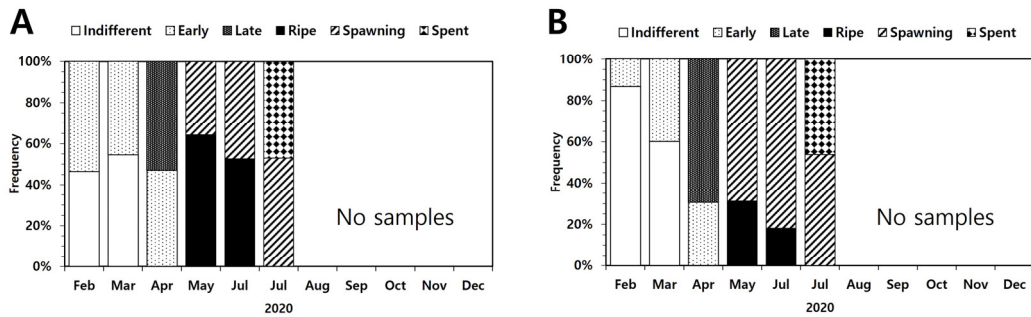 A
Indifferent Early Late Ripe Spawning Spent
100%
80%
60%
40%
20%
0%
Frequency
No samples
Feb Mar Apr May Jul Jul Aug Sep Oct Nov Dec
2020
B
Indifferent Early Late Ripe Spawning Spent
100%
80%
60%
40%
20%
0%
Frequency
No samples
Feb Mar Apr May Jul Jul Aug Sep Oct Nov Dec
2020